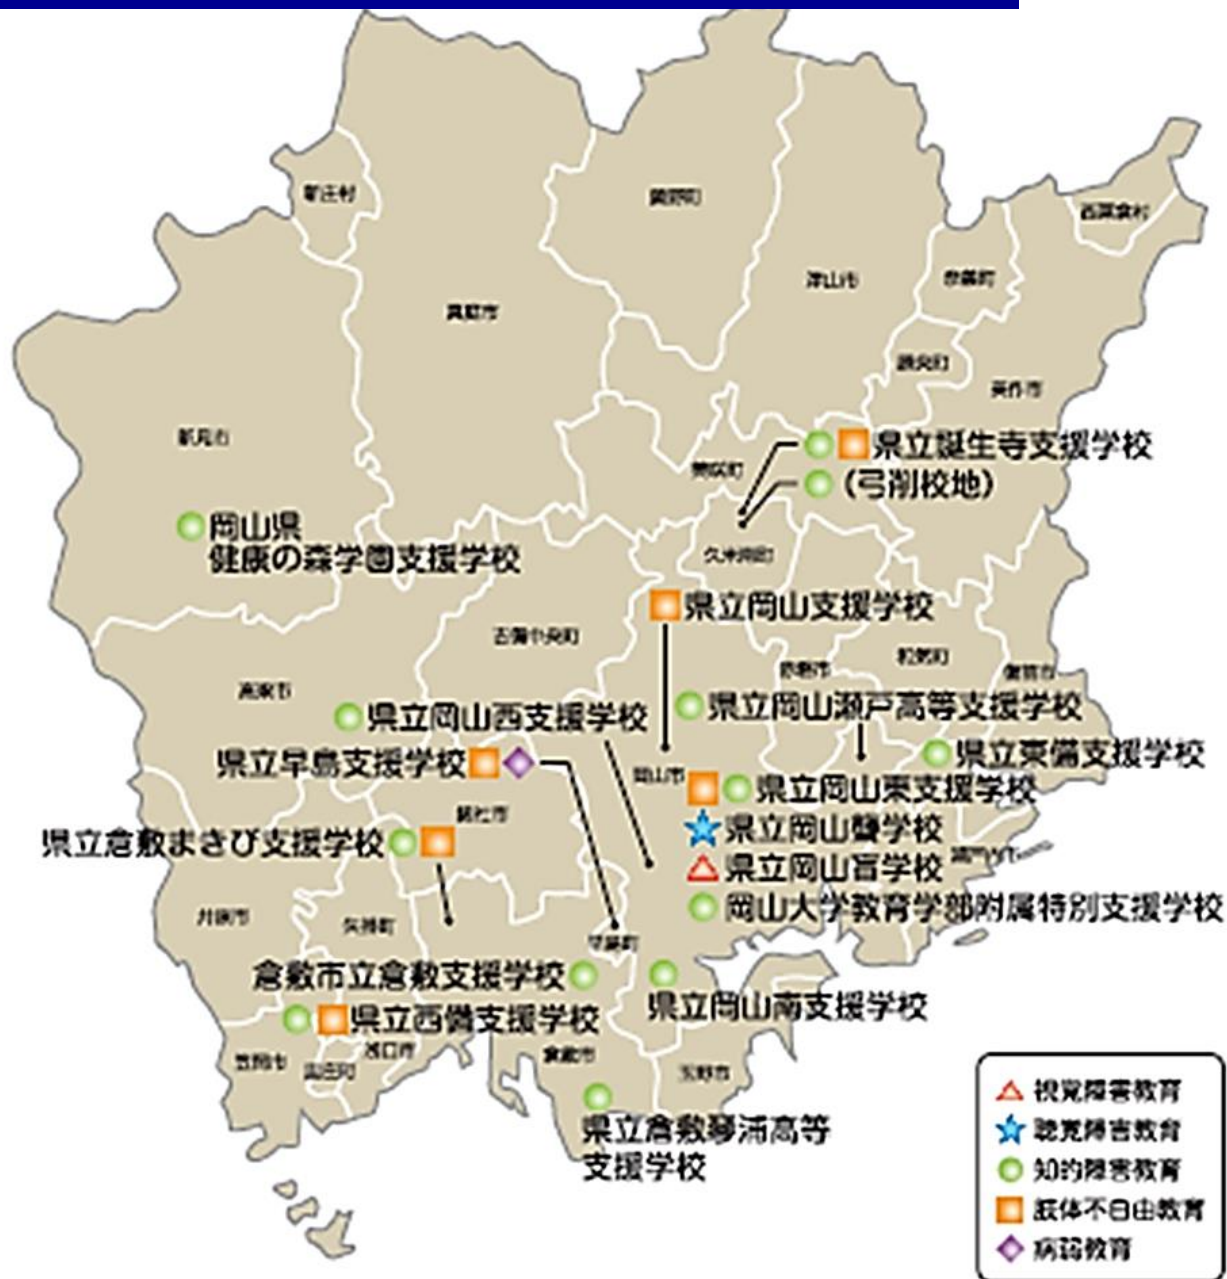 新庄村
鏡野町
西粟倉村
津山市
奈義町
真庭市
勝央町
美作市
新見市
県立誕生寺支援学校
美咲町
(弓削校地)
岡山県
健康の森学園支援学校
久米南町
県立岡山支援学校
吉備中央町
和気町
赤磐市
備前市
高梁市
県立岡山西支援学校
県立岡山瀬戸高等支援学校
県立早島支援学校
県立東備支援学校
岡山市
県立岡山東支援学校
総社市
県立岡山聾学校
県立倉敷まきび支援学校
県立岡山盲学校
岡山大学教育学部附属特別支援学校
井原市
矢掛町
早島町
倉敷市立倉敷支援学校
県立岡山南支援学校
県立西備支援学校
浅口市
倉敷市
笠岡市
里庄町
玉野市
県立倉敷琴浦高等
支援学校
視覚障害教育
聴覚障害教育
知的障害教育
肢体不自由教育
病弱教育